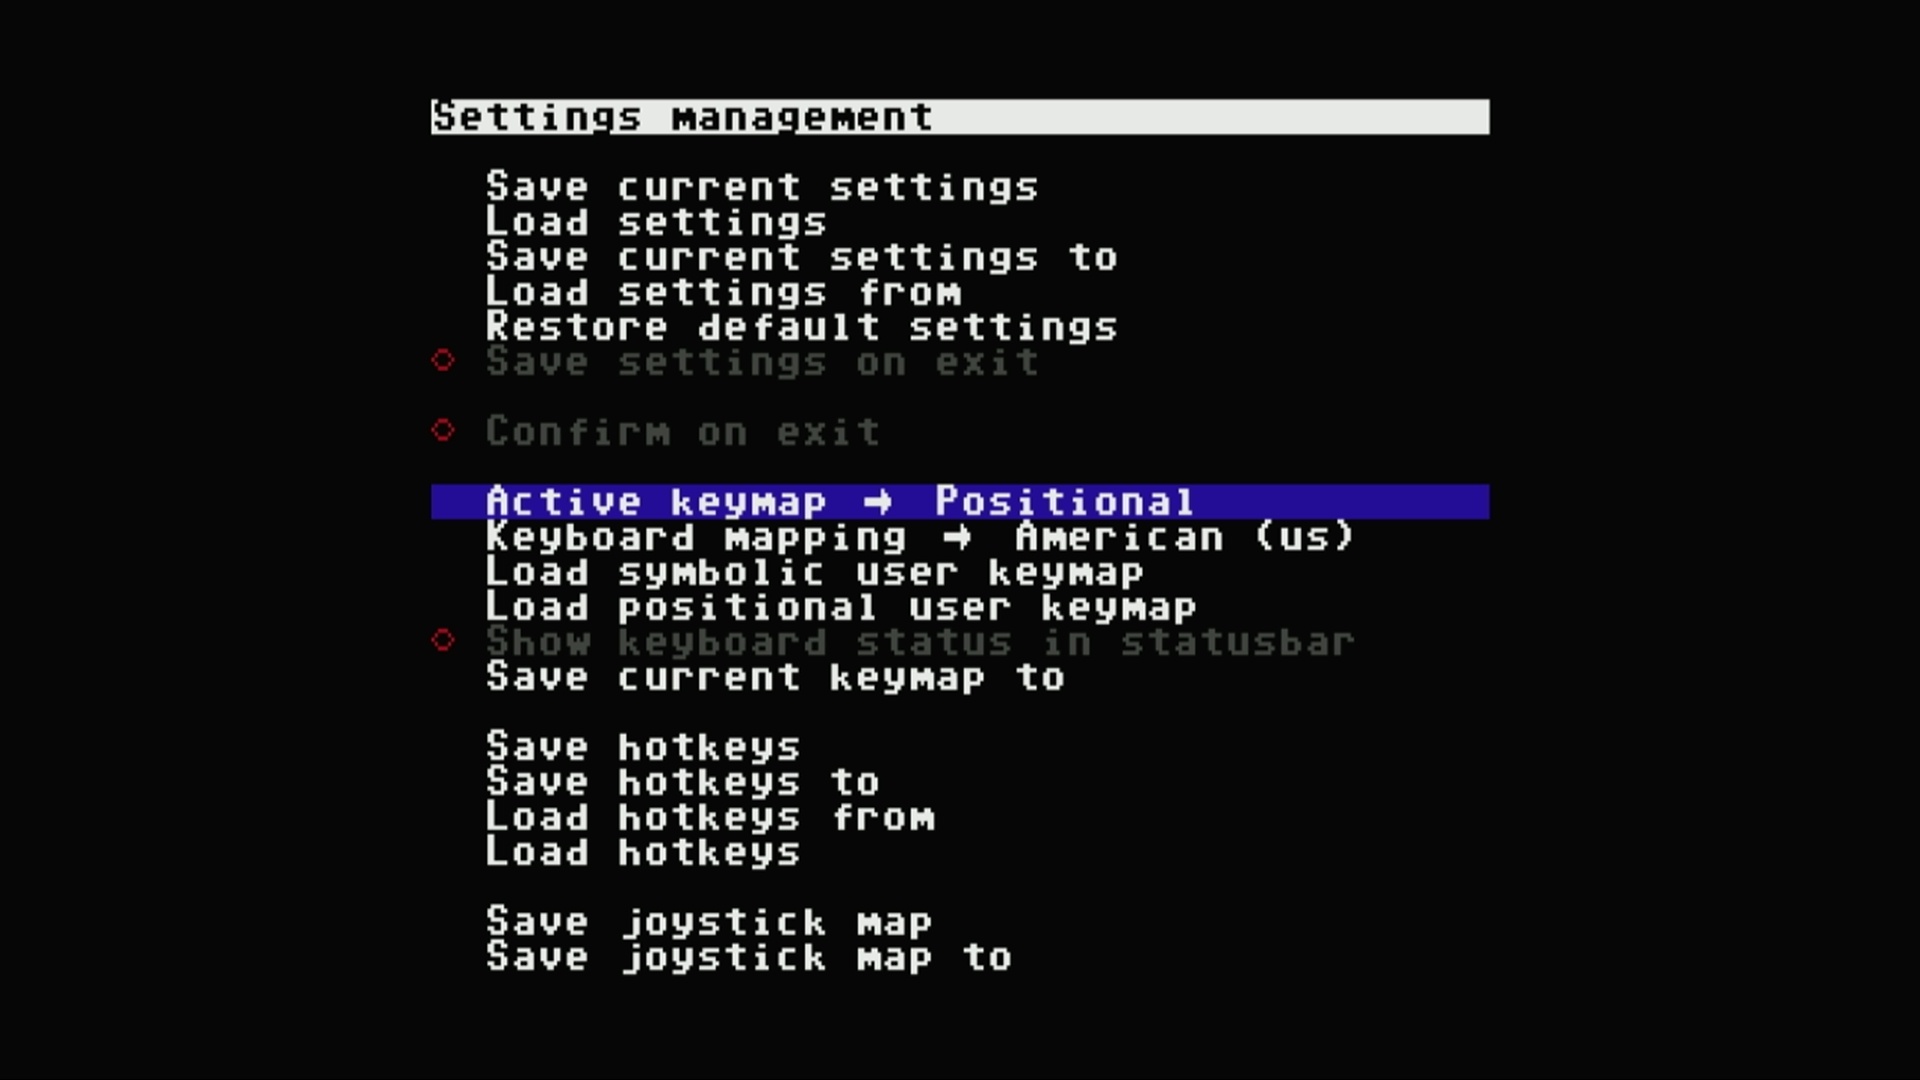 Settings management
Save current settings
Load settings
Save current settings to
Load settings from
Restore default settings
Save settings on exit
Confirm on exit
Active keymap → Positional
Keyboard mapping → American (us)
Load symbolic user keymap
Load positional user keymap
Show keyboard status in statusbar
Save current keymap to
Save hotkeys
Save hotkeys to
Load hotkeys from
Load hotkeys
Save joystick map
Save joystick map to